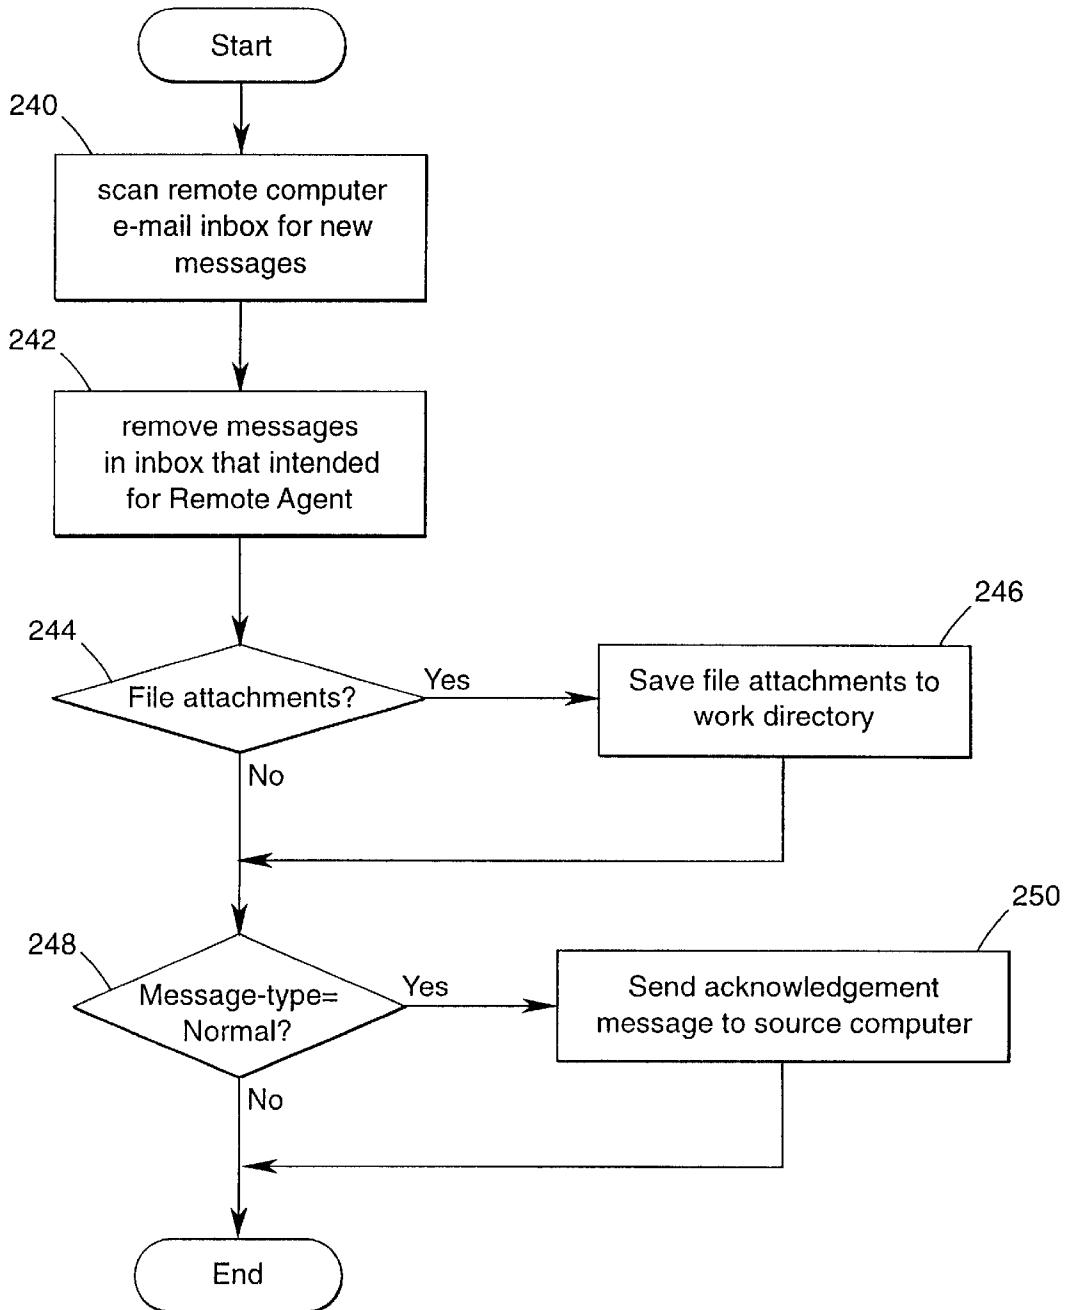 Start
240
scan remote computer
e-mail inbox for new
messages
242
remove messages
in inbox that intended
for Remote Agent
246
244
File attachments?
Yes
Save file attachments to
work directory
No
250
248
Message-type=
Normal?
Yes
Send acknowledgement
message to source computer
No
End